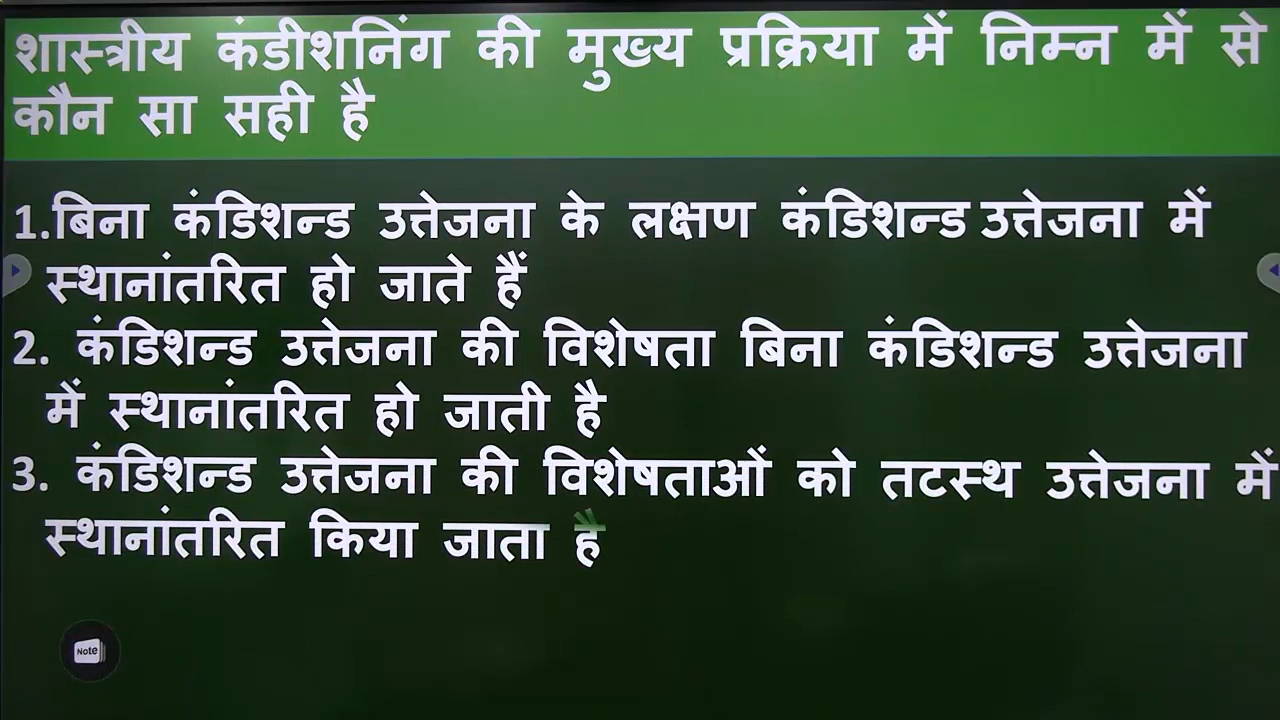 शास्त्रीय कंडीशनिंग की मुख्य प्रक्रिया में निम्न में से
कौन सा सही है
1.बिना कंडिशन्ड उत्तेजना के लक्षण कंडिशन्ड उत्तेजना में
स्थानांतरित हो जाते हैं
2. कंडिशन्ड उत्तेजना की विशेषता बिना कंडिशन्ड उत्तेजना
में स्थानांतरित हो जाती है
3. कंडिशन्ड उत्तेजना की विशेषताओं को तटस्थ उत्तेजना में
स्थानांतरित किया जाता है
Note